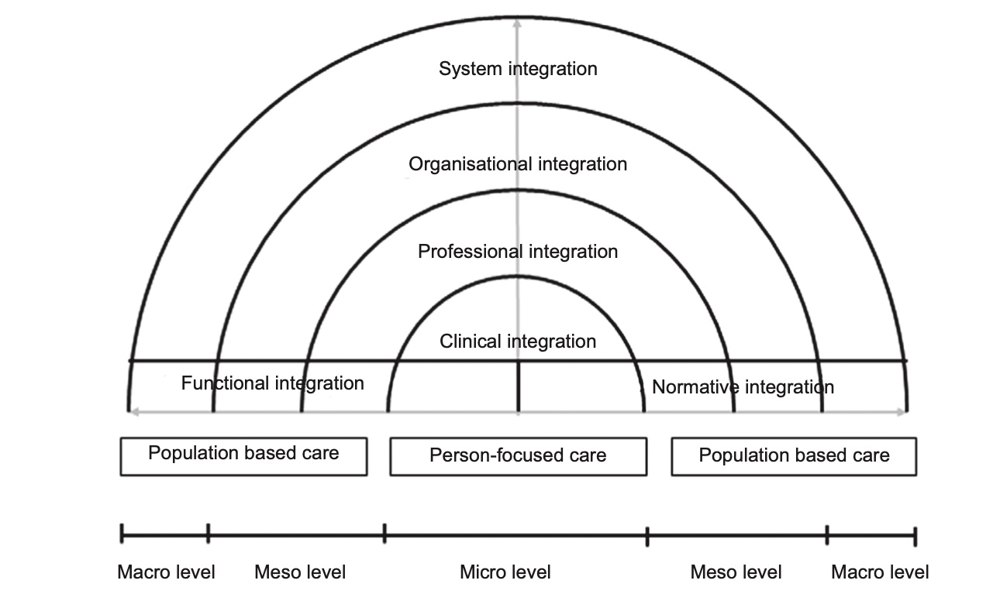 System integration
Organisational integration
Professional integration
Clinical integration
Functional integration
Normative integration
Population based care
Person-focused care
Population based care
Macro level
Meso level
Micro level
Meso level
Macro level